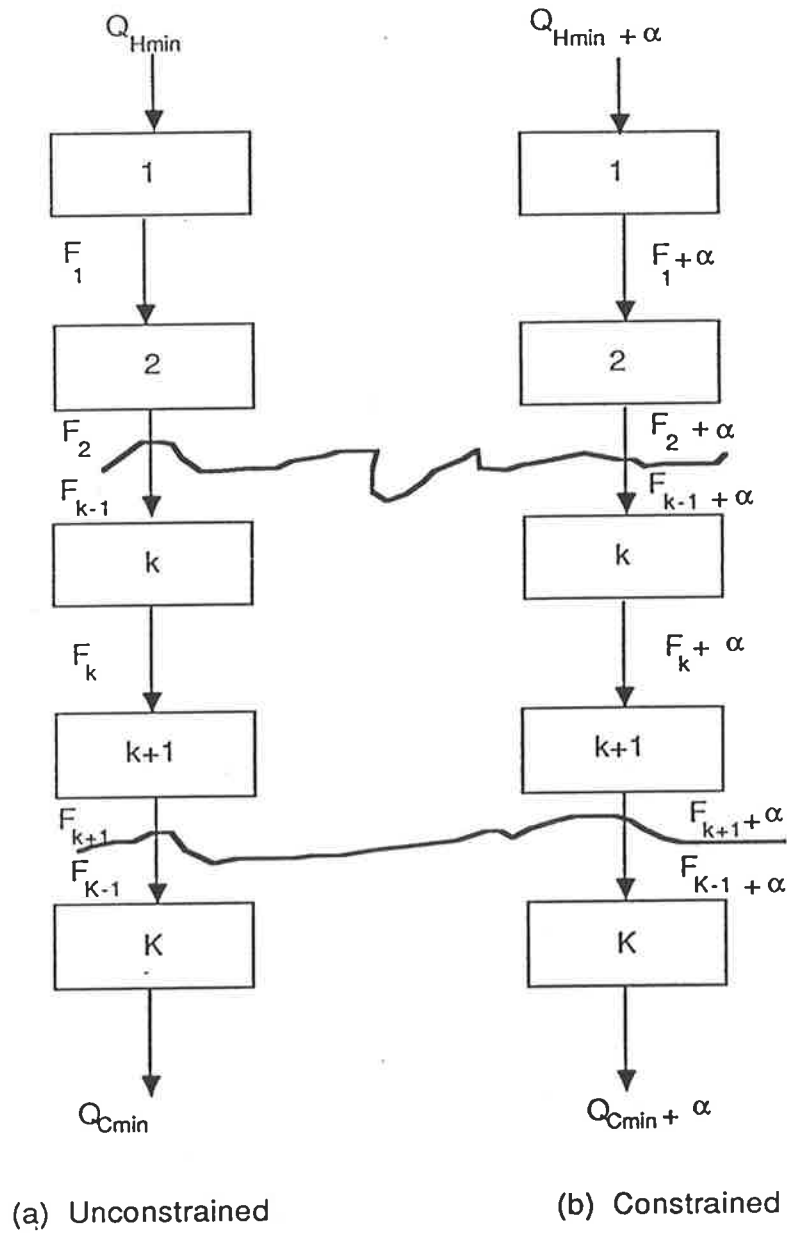 Q_Hmin
1
F_1
2
F_2
F_k-1
k
F_k
k+1
F_k+1
F_K-1
K
Q_Cmin
(a) Unconstrained
Q_Hmin + α
1
F_1 + α
2
F_2 + α
F_k-1 + α
k
F_k + α
k+1
F_k+1 + α
F_K-1 + α
K
Q_Cmin + α
(b) Constrained